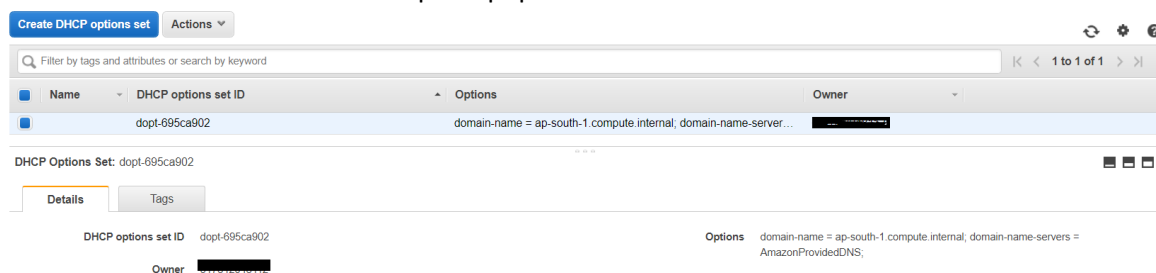 Create DHCP options set Actions
Filter by tags and attributes or search by keyword 1 to 1 of 1
Name DHCP options set ID Options Owner
dopt-695ca902 domain-name = ap-south-1.compute.internal; domain-name-server...
DHCP Options Set: dopt-695ca902
Details Tags
DHCP options set ID dopt-695ca902 Options domain-name = ap-south-1.compute.internal; domain-name-servers =
AmazonProvidedDNS;
Owner